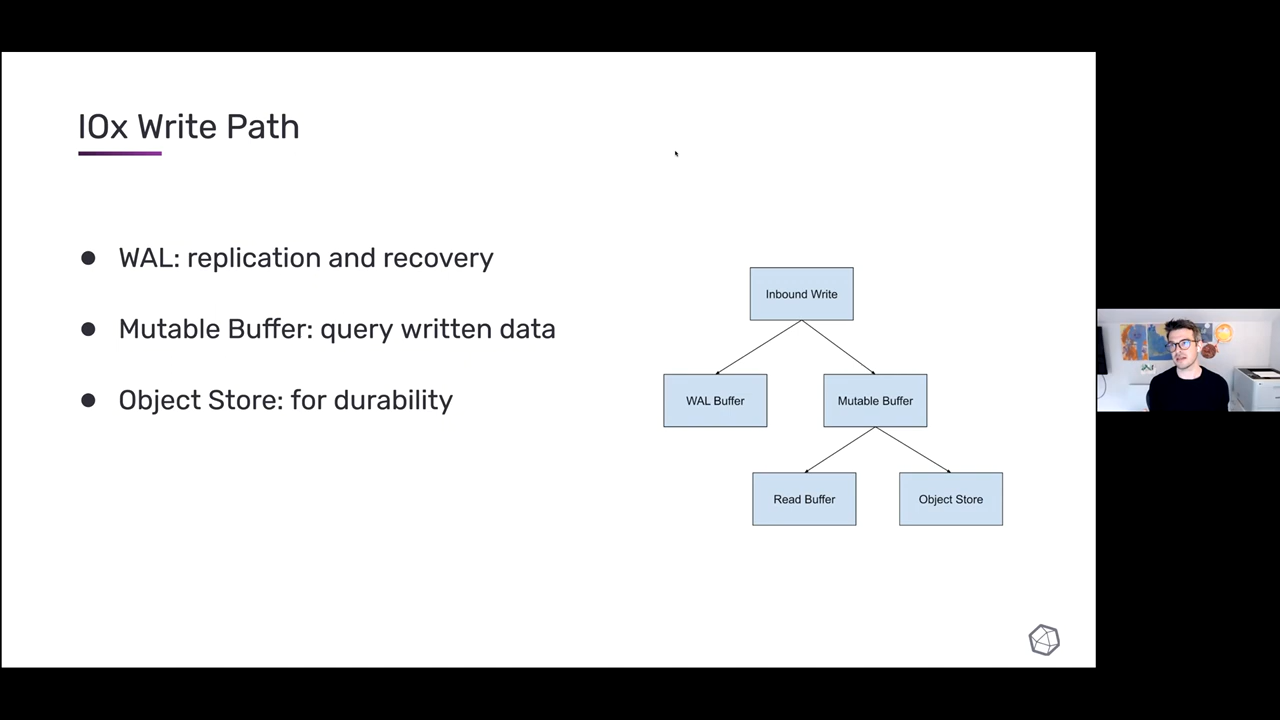 IOx Write Path
● WAL: replication and recovery
● Mutable Buffer: query written data
● Object Store: for durability
Inbound Write
WAL Buffer
Mutable Buffer
Read Buffer
Object Store